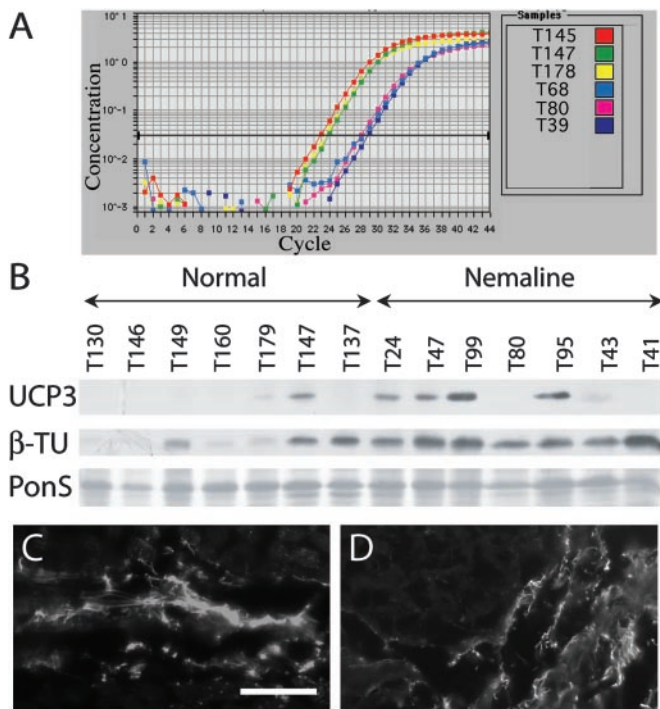 A
Concentration
10^1
10^0
10^-1
10^-2
10^-3
0 2 4 6 8 10 12 14 16 18 20 22 24 26 28 30 32 34 36 38 40 42 44
Cycle
Samples
T145
T147
T178
T68
T80
T39
B
Normal Nemaline
T130 T146 T149 T160 T179 T147 T137 T24 T47 T99 T80 T95 T43 T41
UCP3
β-TU
PonS
C D